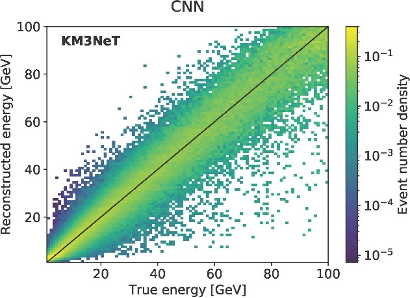 CNN
KM3NeT
Reconstructed energy [GeV]
100
80
60
40
20
20 40 60 80 100
True energy [GeV]
10⁻¹
10⁻²
10⁻³
10⁻⁴
10⁻⁵
Event number density